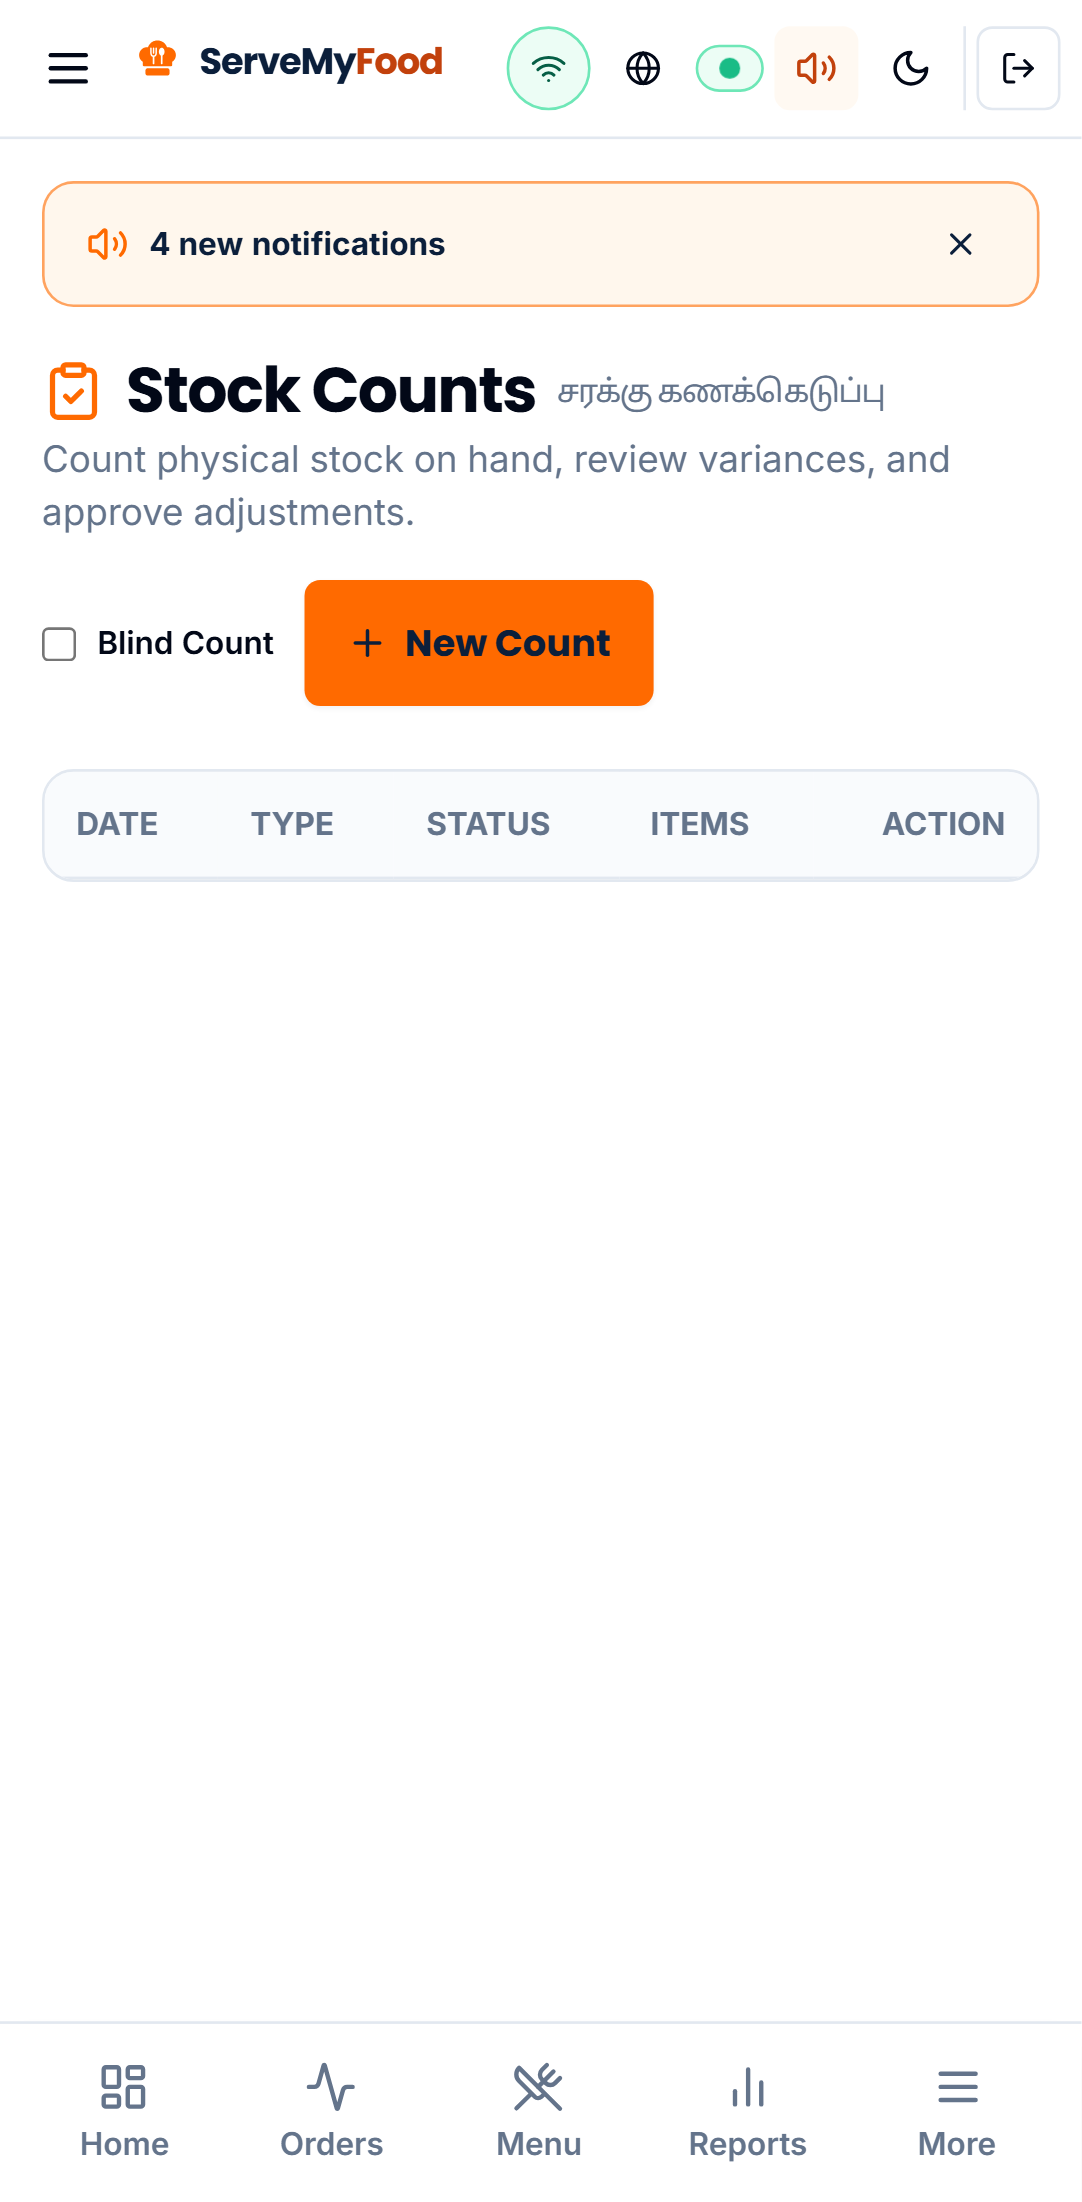 ServeMyFood
4 new notifications
Stock Counts சரக்கு கணக்கெடுப்பு
Count physical stock on hand, review variances, and
approve adjustments.
Blind Count
New Count
DATE TYPE STATUS ITEMS ACTION
Home Orders Menu Reports More